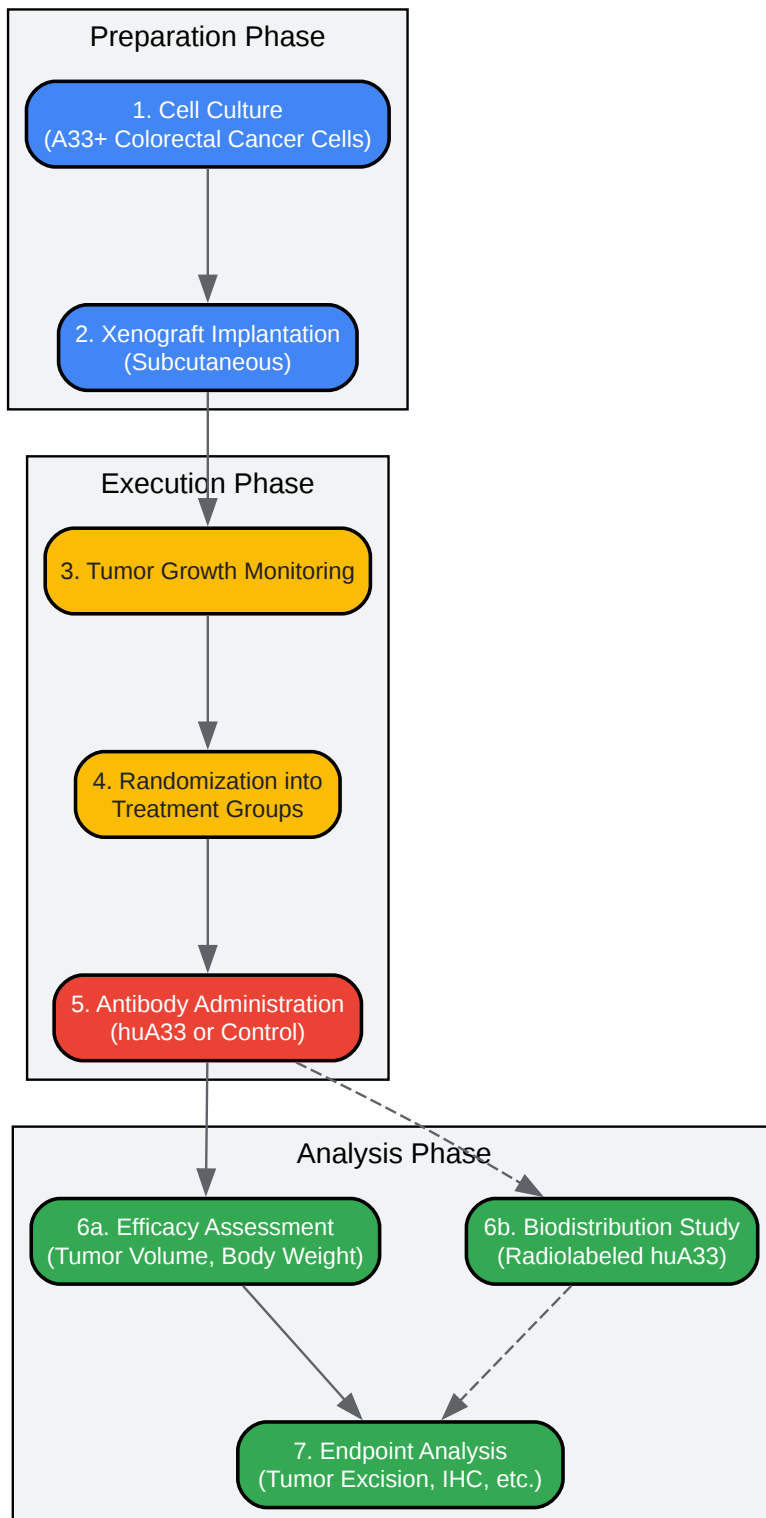 Preparation Phase
1. Cell Culture
(A33+ Colorectal Cancer Cells)
2. Xenograft Implantation
(Subcutaneous)
Execution Phase
3. Tumor Growth Monitoring
4. Randomization into
Treatment Groups
5. Antibody Administration
(huA33 or Control)
Analysis Phase
6a. Efficacy Assessment
(Tumor Volume, Body Weight)
6b. Biodistribution Study
(Radiolabeled huA33)
7. Endpoint Analysis
(Tumor Excision, IHC, etc.)